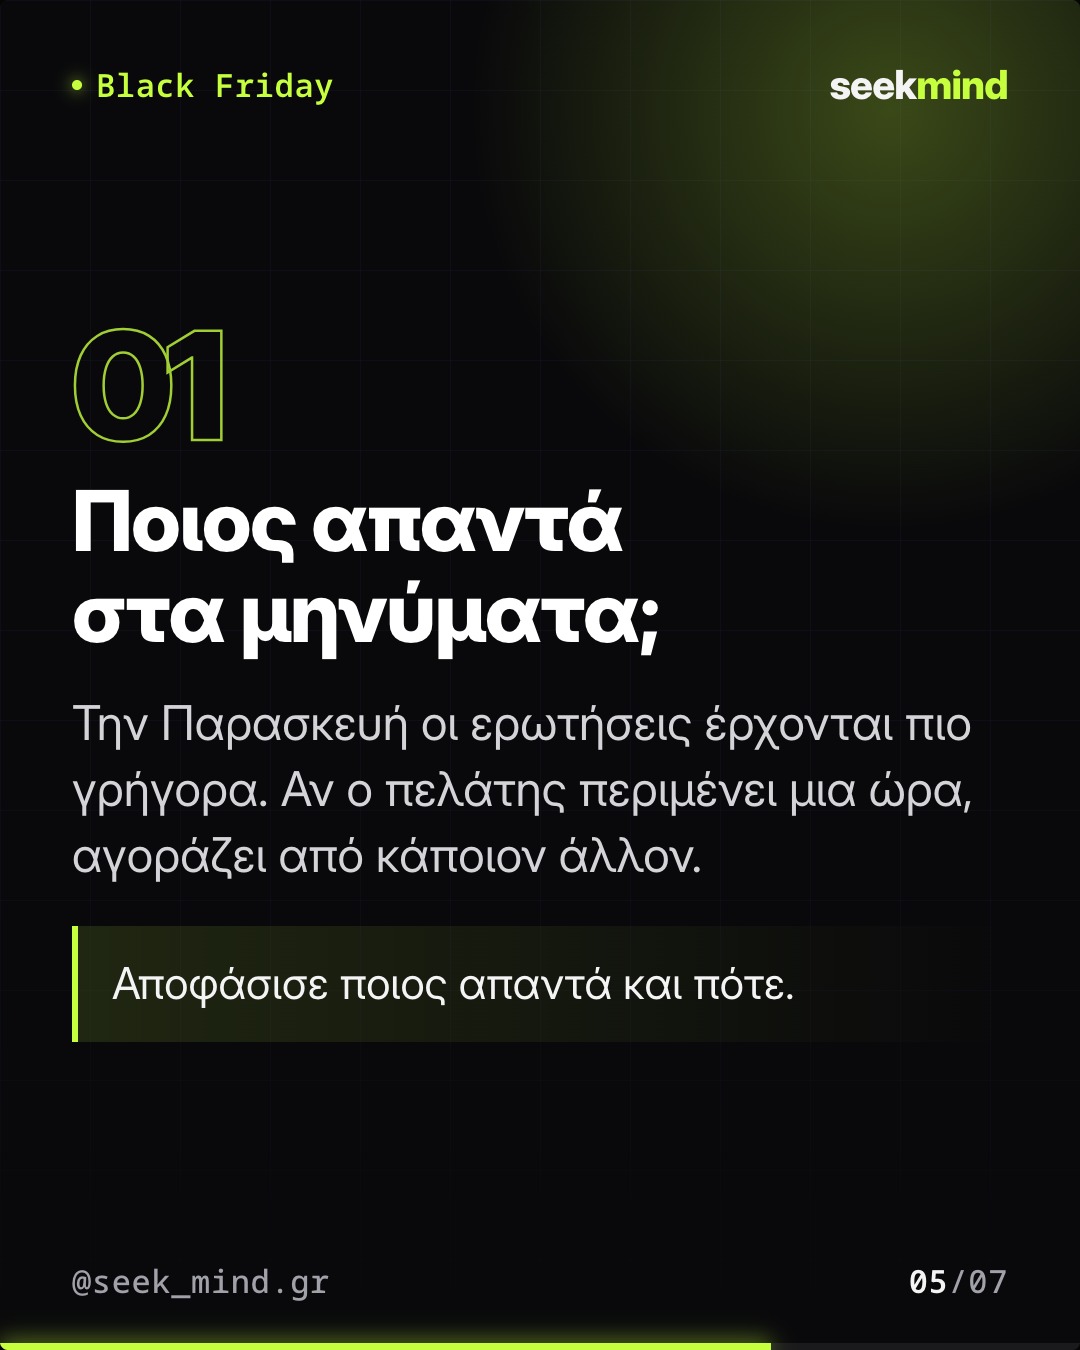 Black Friday
seekmind
01
Ποιος απαντά
στα μηνύματα;
Την Παρασκευή οι ερωτήσεις έρχονται πιο
γρήγορα. Αν ο πελάτης περιμένει μια ώρα,
αγοράζει από κάποιον άλλον.
Αποφάσισε ποιος απαντά και πότε.
@seek_mind.gr
05/07